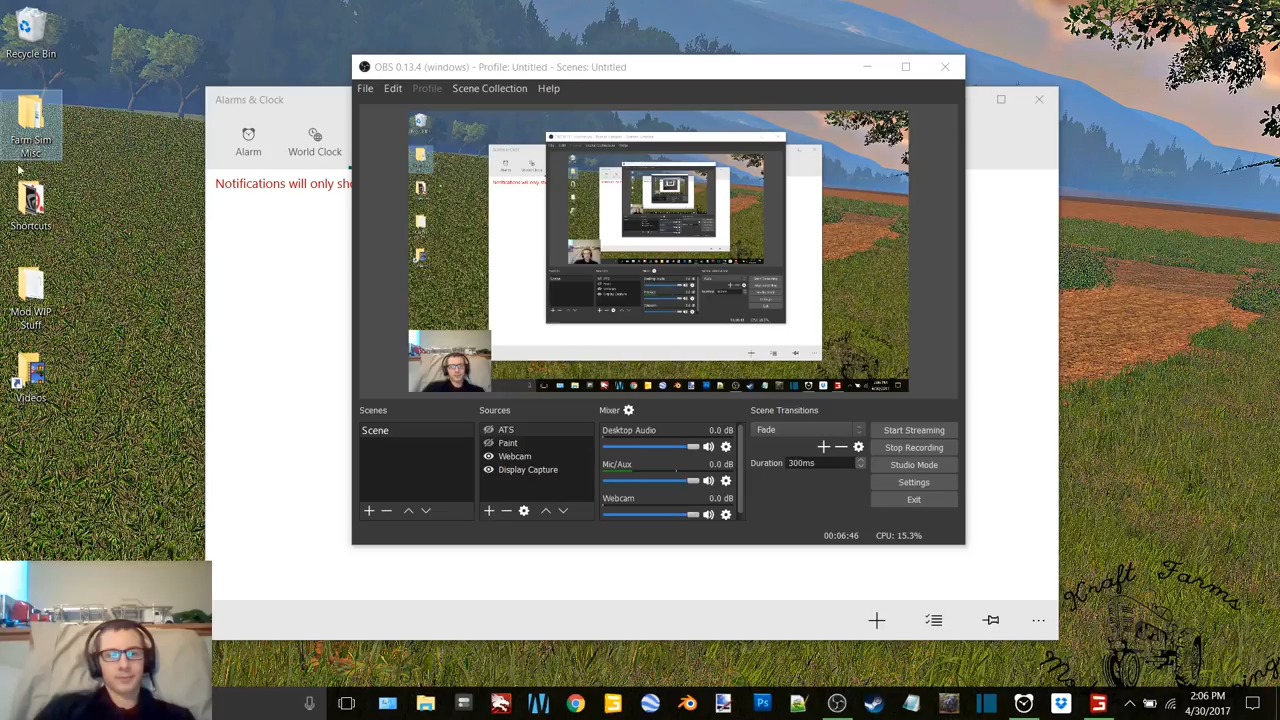 Recycle Bin
Farm Sim
Misc
Shortcuts
Mod W
Stuff
Videos
Alarms & Clock
Alarm
World Clock
Notifications will only sh
OBS 0.13.4 (windows) - Profile: Untitled - Scenes: Untitled
File Edit Profile Scene Collection Help
Scenes
Scene
Sources
ATS
Paint
Webcam
Display Capture
Mixer
Desktop Audio 0.0 dB
Mic/Aux 0.0 dB
Webcam 0.0 dB
Scene Transitions
Fade
Duration 300ms
Start Streaming
Stop Recording
Studio Mode
Settings
Exit
00:06:46 CPU: 15.3%
Kraft Farms
2:06 PM
4/30/2017